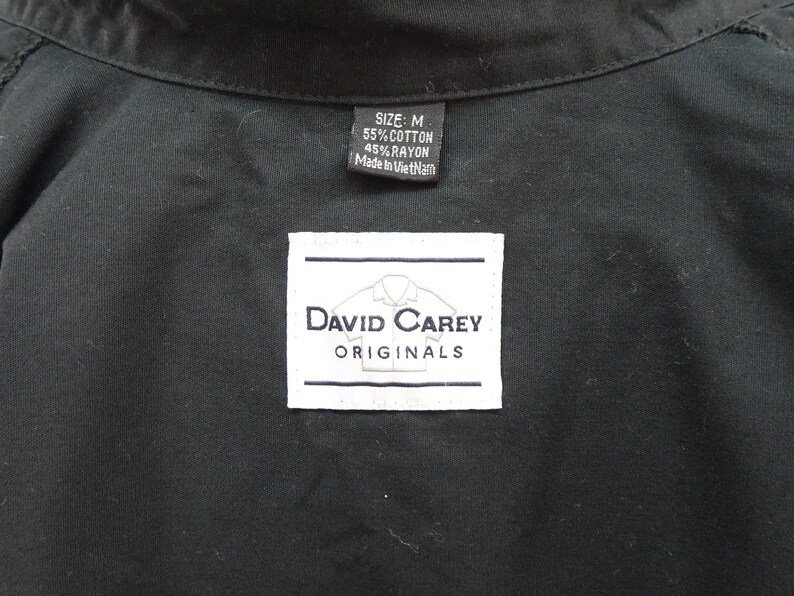 SIZE: M
55%COTTON
45%RAYON
Made in VietNam
DAVID CAREY
ORIGINALS